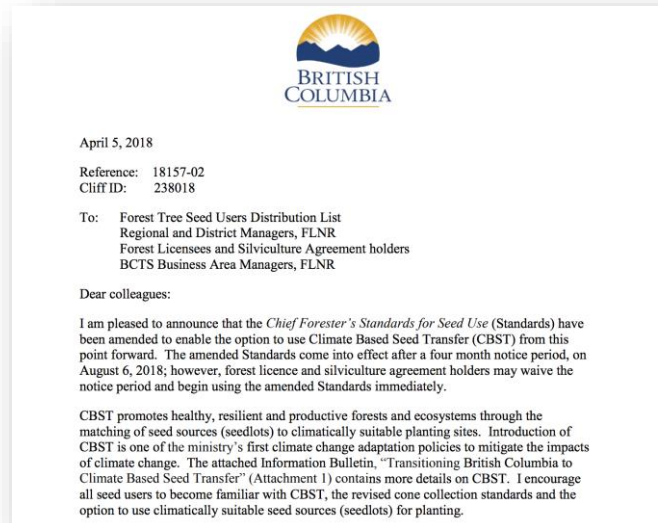 BRITISH
COLUMBIA
April 5, 2018
Reference: 18157-02
Cliff ID: 238018
To: Forest Tree Seed Users Distribution List
Regional and District Managers, FLNR
Forest Licensees and Silviculture Agreement holders
BCTS Business Area Managers, FLNR
Dear colleagues:
I am pleased to announce that the Chief Forester's Standards for Seed Use (Standards) have
been amended to enable the option to use Climate Based Seed Transfer (CBST) from this
point forward. The amended Standards come into effect after a four month notice period, on
August 6, 2018; however, forest licence and silviculture agreement holders may waive the
notice period and begin using the amended Standards immediately.
CBST promotes healthy, resilient and productive forests and ecosystems through the
matching of seed sources (seedlots) to climatically suitable planting sites. Introduction of
CBST is one of the ministry's first climate change adaptation policies to mitigate the impacts
of climate change. The attached Information Bulletin, "Transitioning British Columbia to
Climate Based Seed Transfer" (Attachment 1) contains more details on CBST. I encourage
all seed users to become familiar with CBST, the revised cone collection standards and the
option to use climatically suitable seed sources (seedlots) for planting.